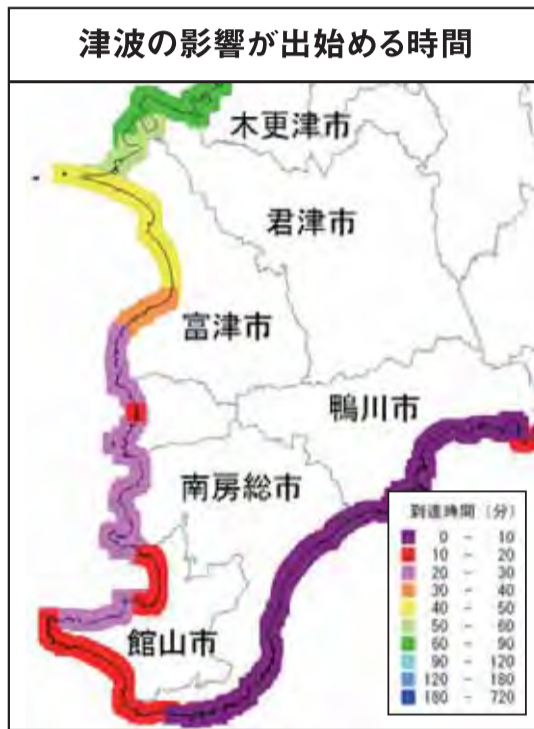 津波の影響が出始める時間
木更津市
君津市
富津市
鴨川市
南房総市
館山市
到達時間（分）
0 - 10
10 - 20
20 - 30
30 - 40
40 - 50
50 - 60
60 - 90
90 - 120
120 - 180
180 - 720